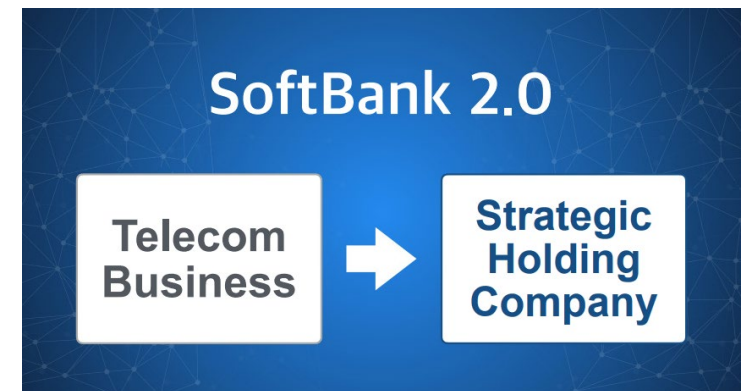 SoftBank 2.0
Telecom
Business
Strategic
Holding
Company